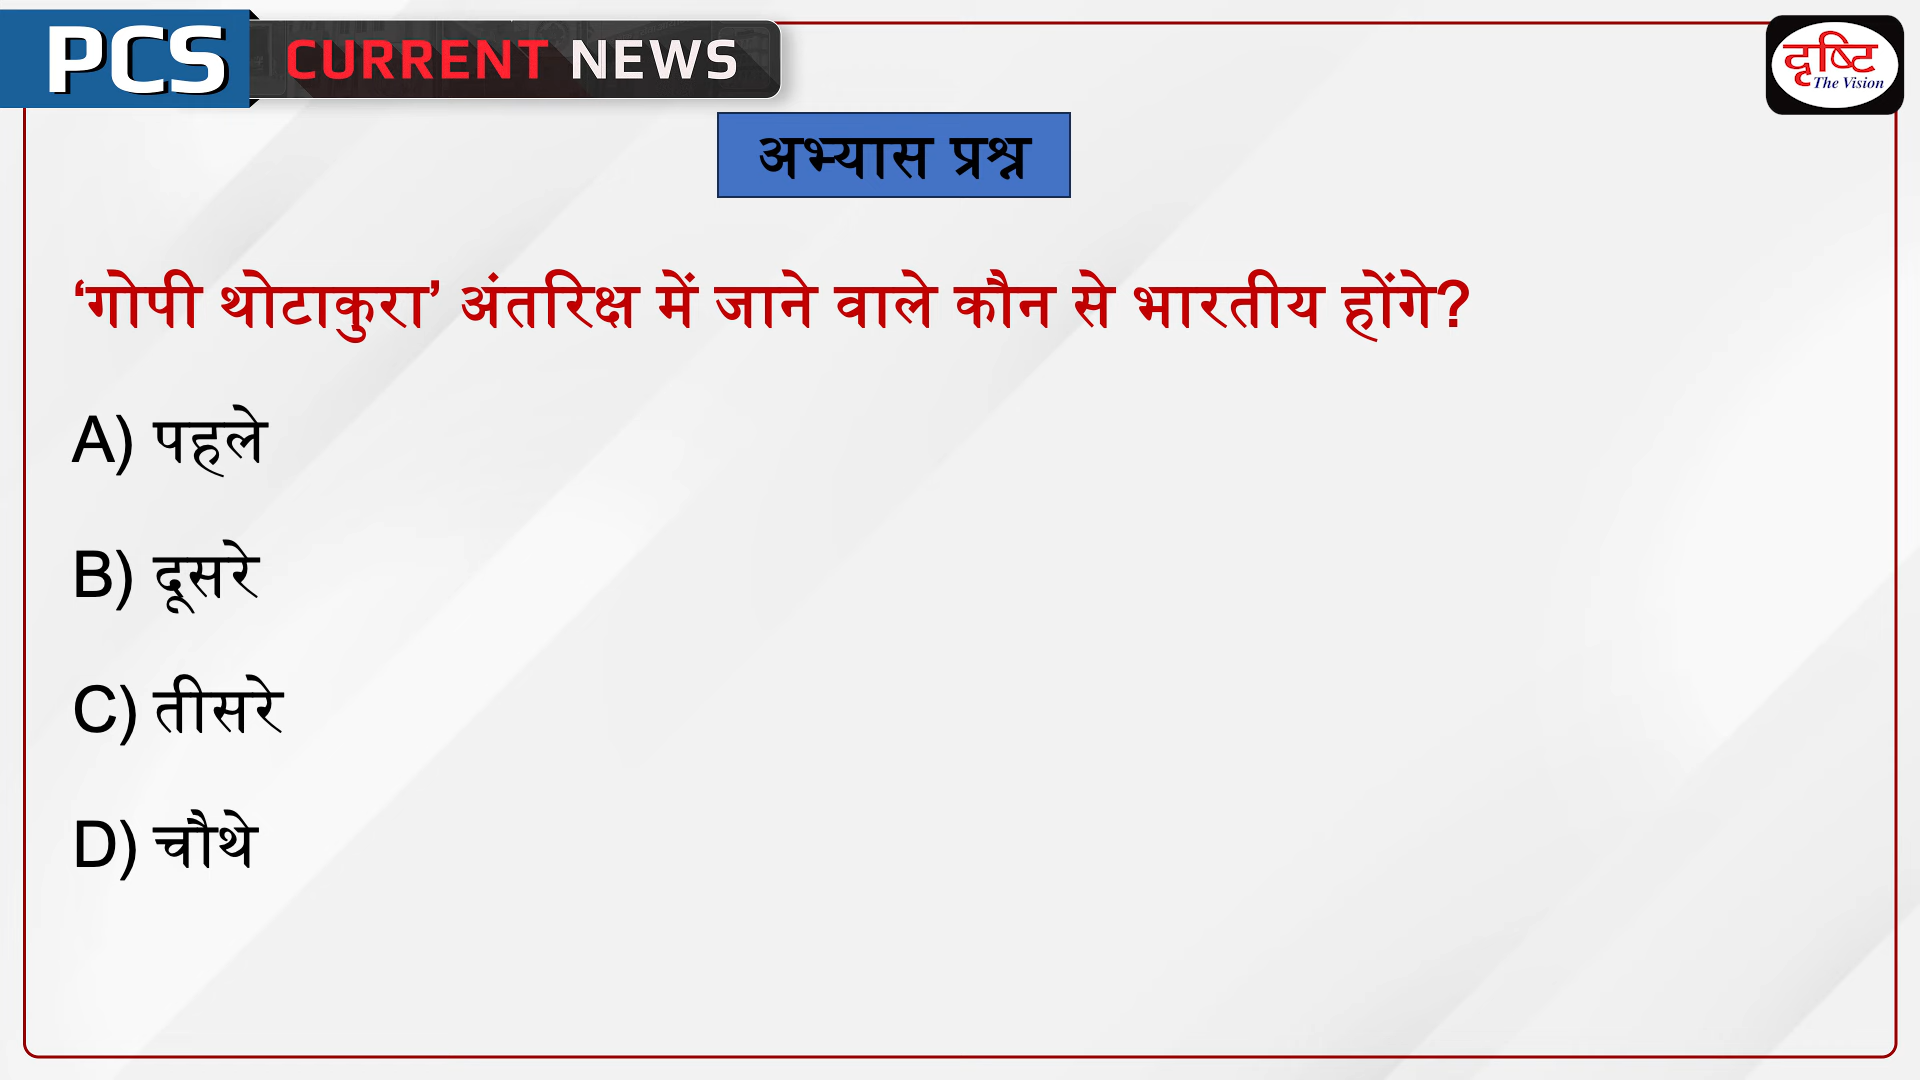 PCS CURRENT NEWS
दृष्टि
The Vision
अभ्यास प्रश्न
‘गोपी थोटाकुरा’ अंतरिक्ष में जाने वाले कौन से भारतीय होंगे?
A) पहले
B) दूसरे
C) तीसरे
D) चौथे